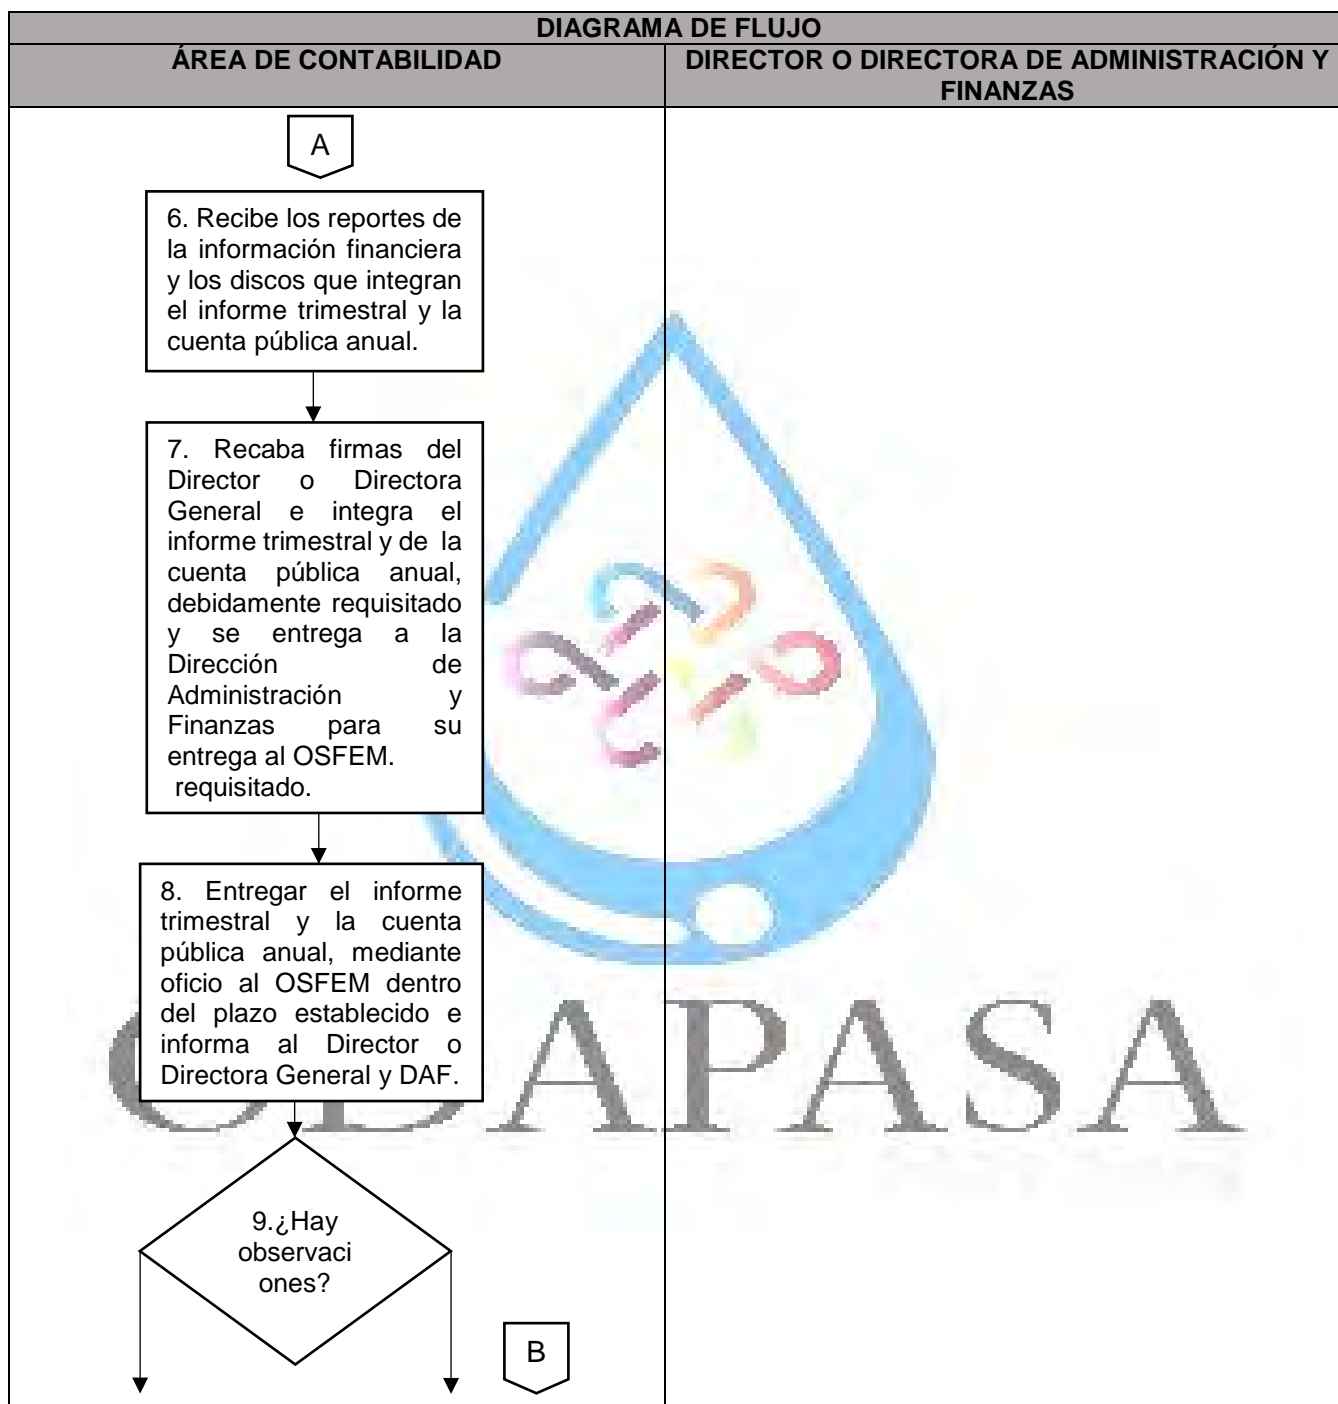 DIAGRAMA DE FLUJO
ÁREA DE CONTABILIDAD
DIRECTOR O DIRECTORA DE ADMINISTRACIÓN Y
FINANZAS
A
6. Recibe los reportes de
la información financiera
y los discos que integran
el informe trimestral y la
cuenta pública anual.
7. Recaba firmas del
Director o Directora
General e integra el
informe trimestral y de la
cuenta pública anual,
debidamente requisitado
y se entrega a la
Dirección de
Administración y
Finanzas para su
entrega al OSFEM.
requisitado.
8. Entregar el informe
trimestral y la cuenta
pública anual, mediante
oficio al OSFEM dentro
del plazo establecido e
informa al Director o
Directora General y DAF.
ODAPASA
9.¿Hay
observaci
ones?
B